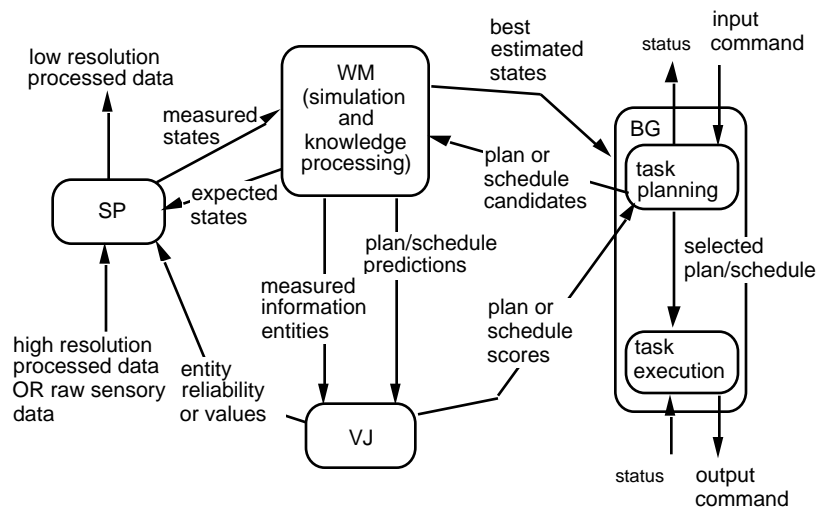 low resolution
processed data
measured
states
WM
(simulation
and
knowledge
processing)
best
estimated
states
status
input
command
BG
task
planning
plan or
schedule
candidates
SP
expected
states
plan/schedule
predictions
selected
plan/schedule
measured
information
entities
plan or
schedule
scores
task
execution
high resolution
processed data
OR raw sensory
data
entity
reliability
or values
VJ
status
output
command